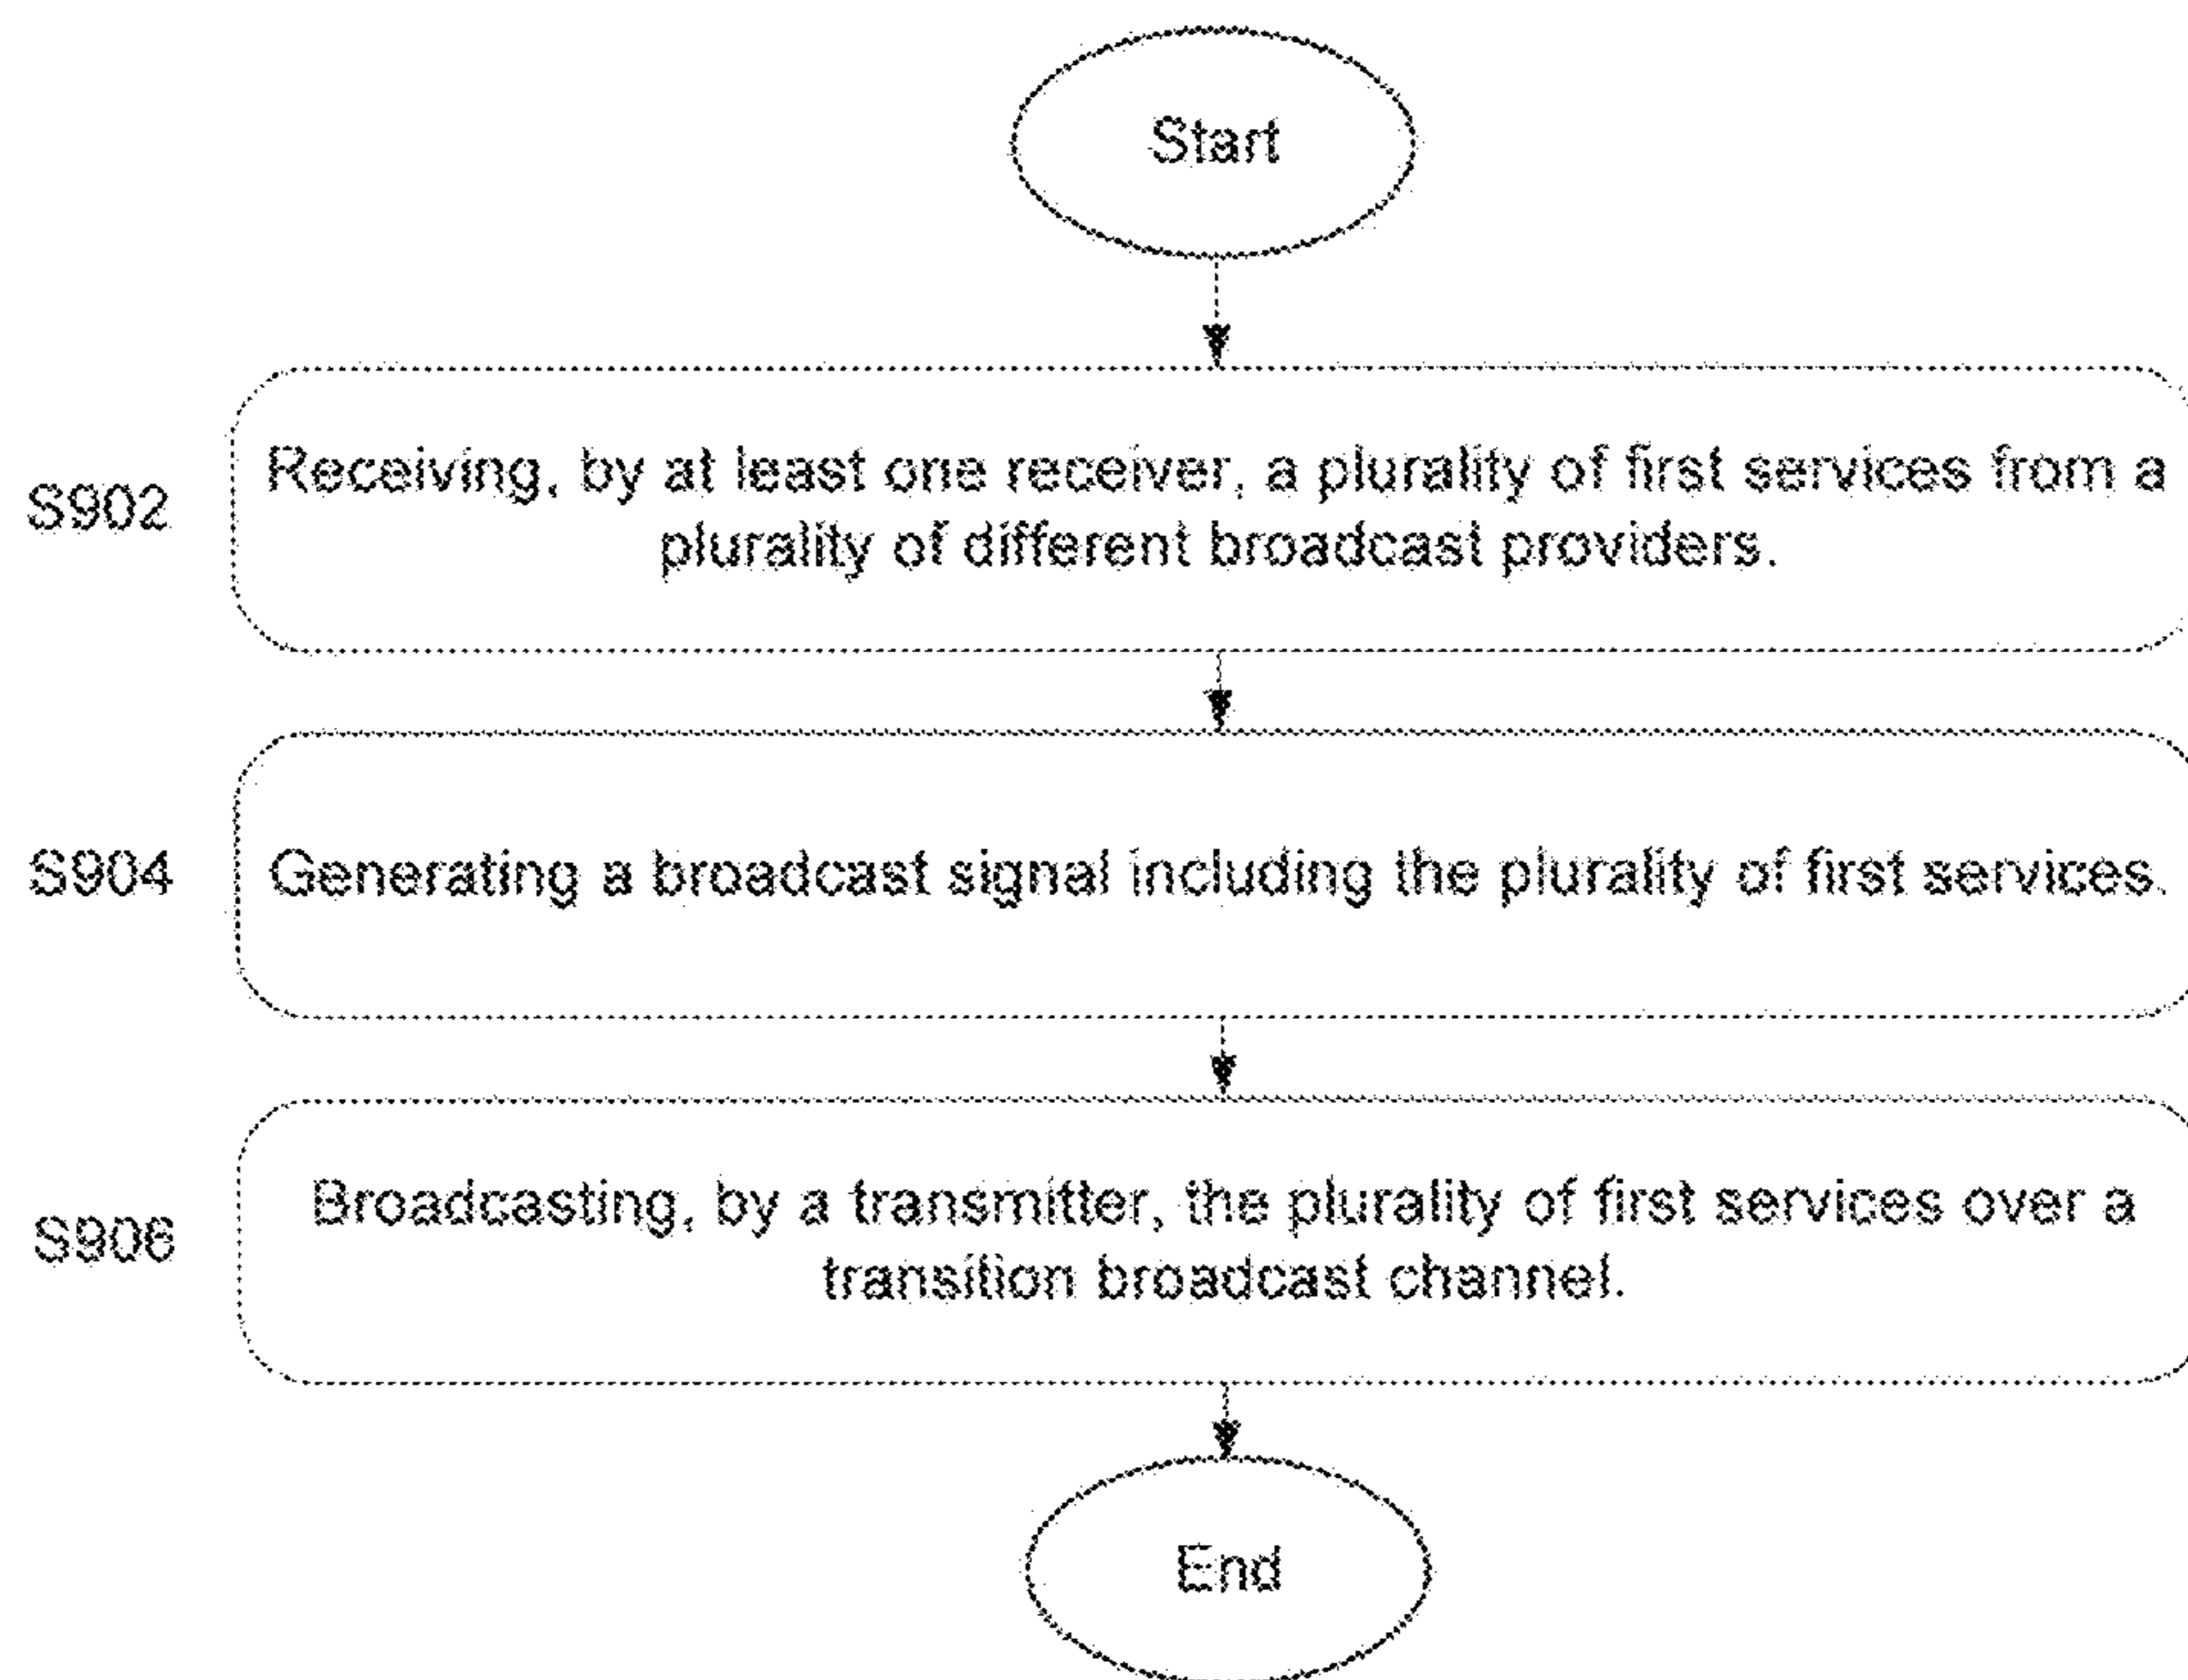 Start
S902
Receiving, by at least one receiver, a plurality of first services from a
plurality of different broadcast providers.
S904
Generating a broadcast signal including the plurality of first services.
S906
Broadcasting, by a transmitter, the plurality of first services over a
transition broadcast channel.
End